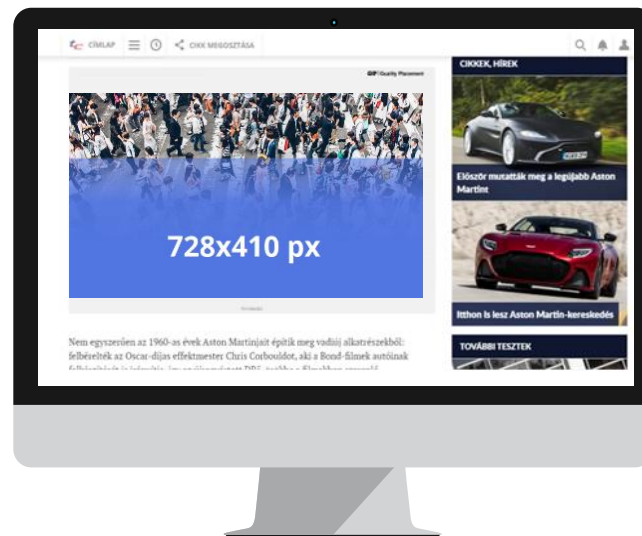 tc CÍMLAP
CIKK MEGOSZTÁSA
GIF | Quality Placement
728x410 px
Nem egyszerűen az 1960-as évek Aston Martinjait építik meg vadiúj alkatrészekből:
felbérelték az Oscar-díjas effektmester Chris Corbouldot, aki a Bond-filmek autóinak
CIKKEK, HÍREK
Először mutatták meg a legújabb Aston
Martint
Itthon is lesz Aston Martin-kereskedés
TOVÁBBI TESZTEK